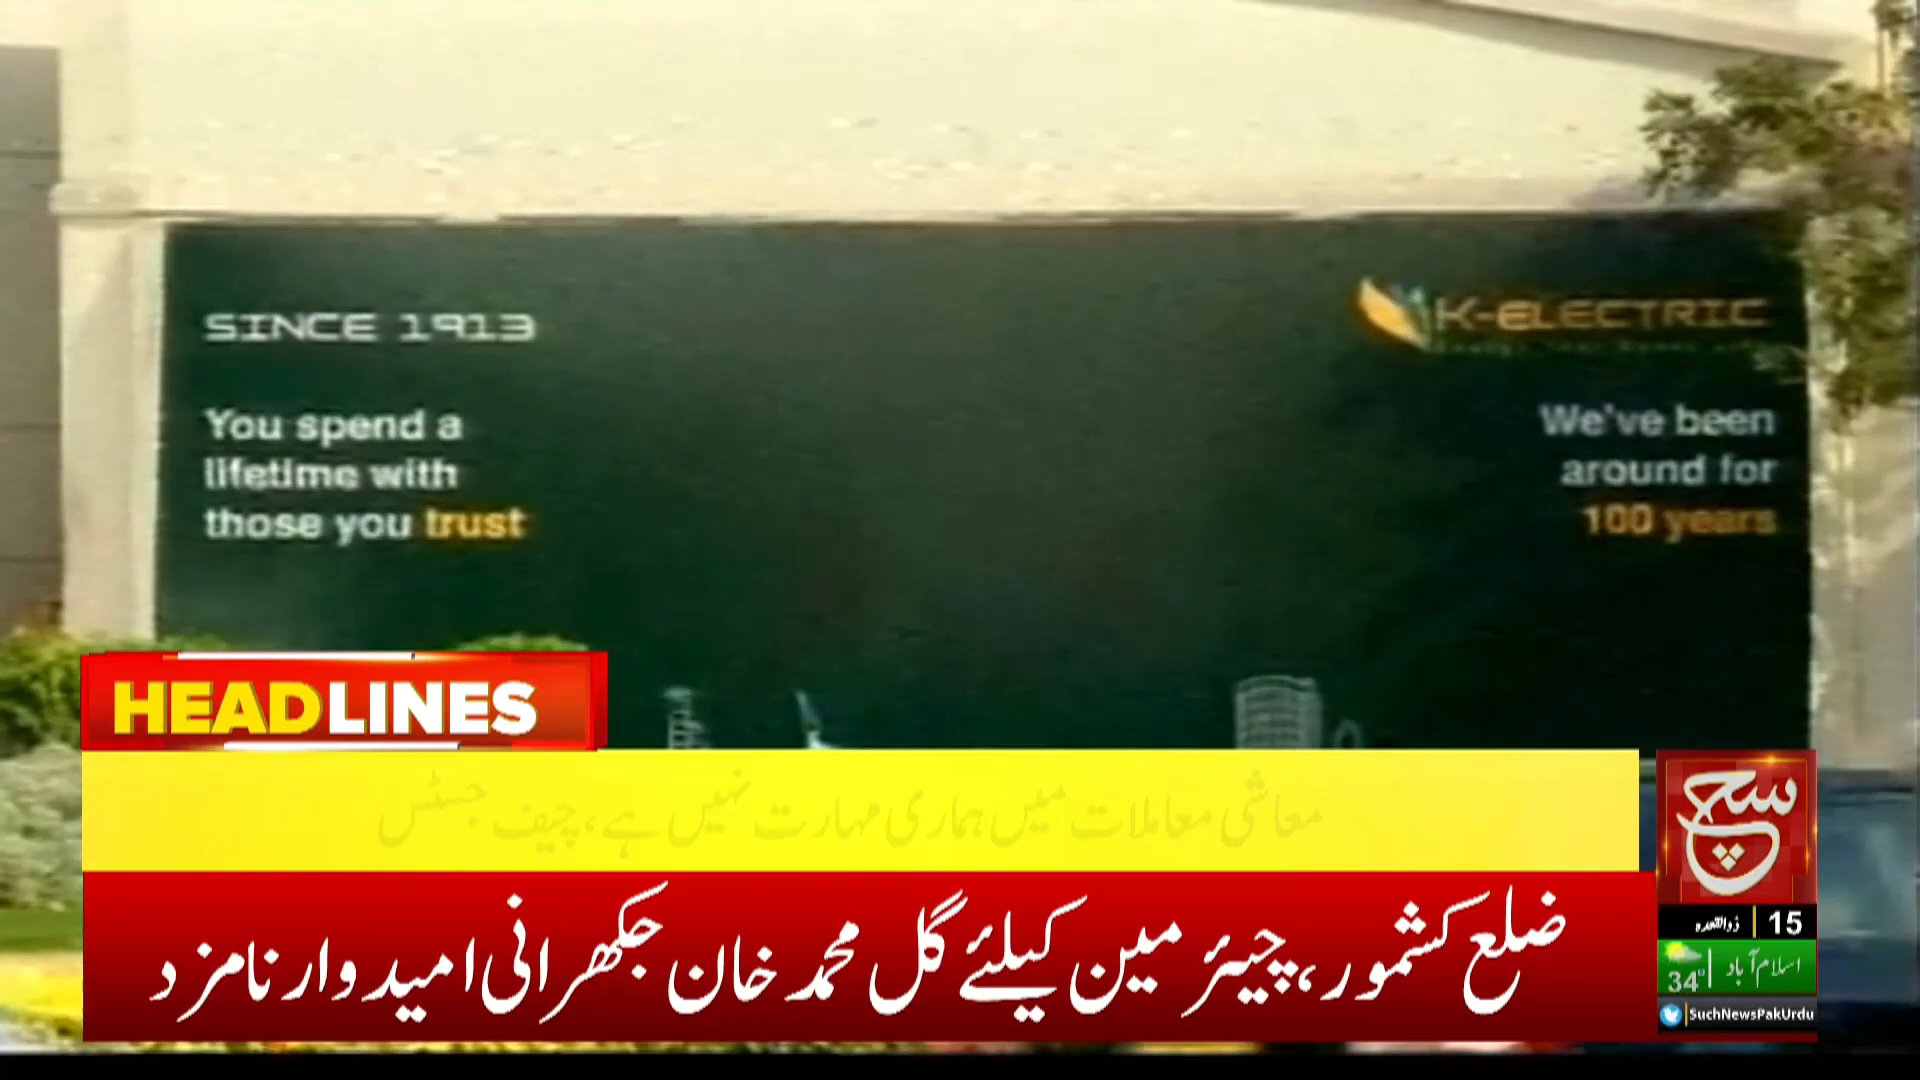 SINCE 1913
K-ELECTRIC
You spend a
lifetime with
those you trust
We've been
around for
100 years
HEADLINES
معاشی معاملات میں ہماری مہارت نہیں ہے، چیف جسٹس
ضلع کشمور، چیئرمین کیلئے گل محمد خان جکھرانی امیدوار نامزد
سچ
15 ذوالقعدہ
اسلام آباد 34°
SuchNewsPakUrdu